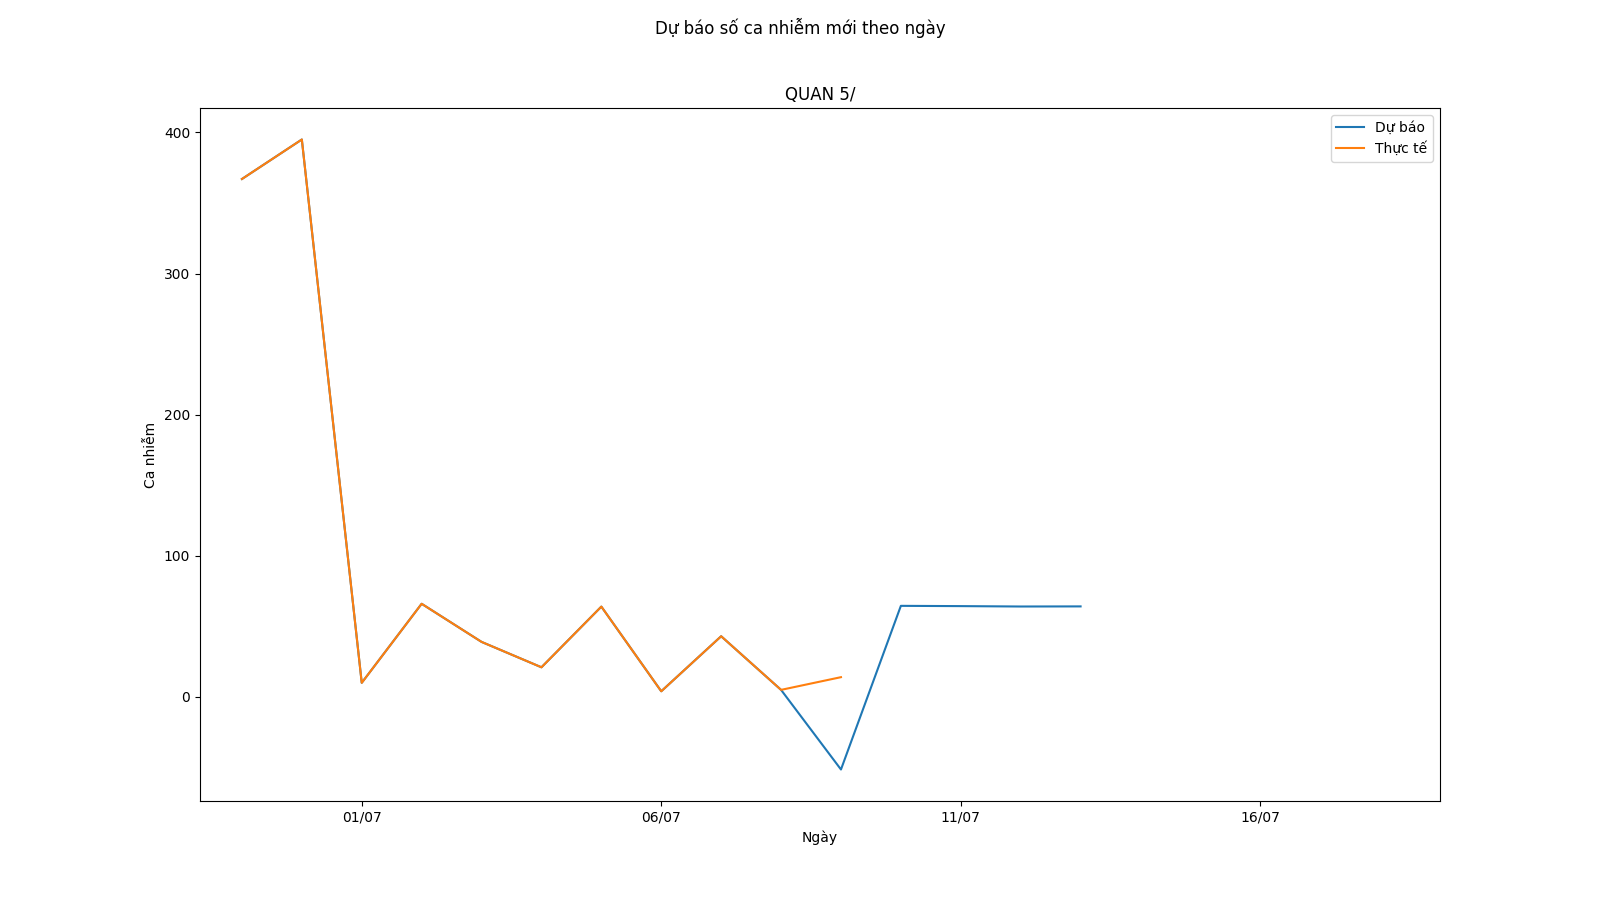 Dự báo số ca nhiễm mới theo ngày
QUAN 5/
Dự báo
Thực tế
400
300
200
100
0
Ca nhiễm
01/07
06/07
11/07
16/07
Ngày